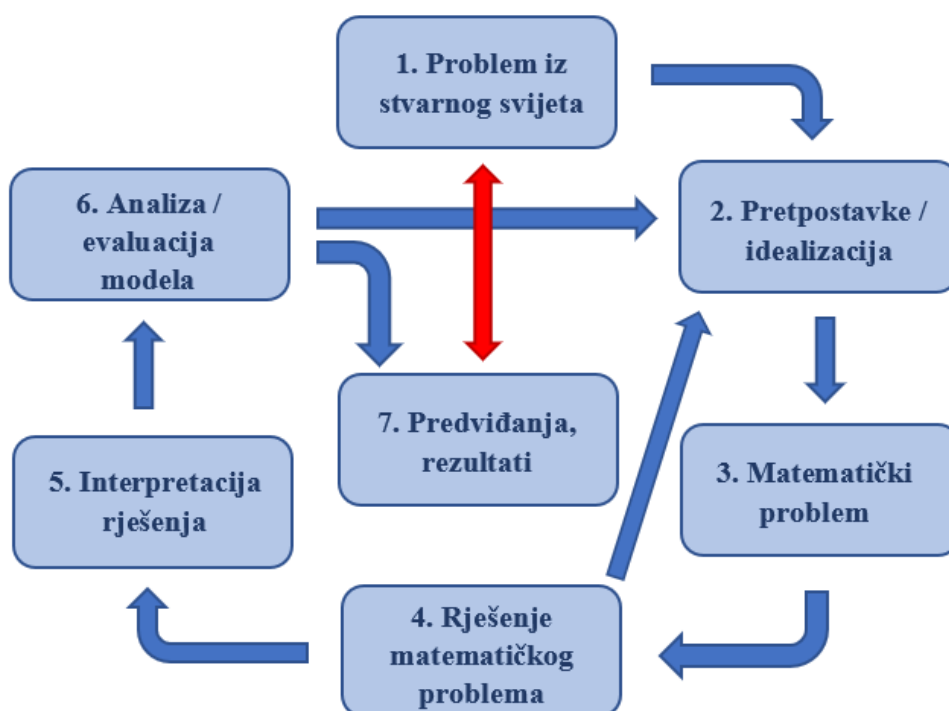 1. Problem iz
stvarnog svijeta
2. Pretpostavke /
idealizacija
3. Matematički
problem
4. Rješenje
matematičkog
problema
5. Interpretacija
rješenja
6. Analiza /
evaluacija
modela
7. Predviđanja,
rezultati